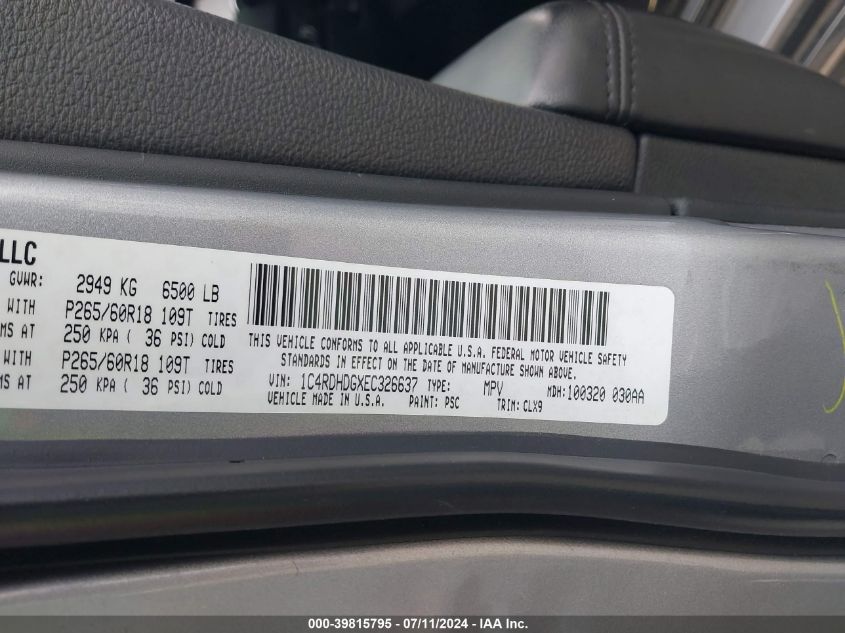 LLC
GVWR: 2949 KG 6500 LB
WITH P265/60R18 109T TIRES
MS AT 250 KPA ( 36 PSI) COLD
WITH P265/60R18 109T TIRES
MS AT 250 KPA ( 36 PSI) COLD
THIS VEHICLE CONFORMS TO ALL APPLICABLE U.S.A. FEDERAL MOTOR VEHICLE SAFETY
STANDARDS IN EFFECT ON THE DATE OF MANUFACTURE SHOWN ABOVE.
VIN: 1C4RDHDGXEC326637 TYPE: MPV MDH: 100320 030AA
VEHICLE MADE IN U.S.A. PAINT: PSC TRIM: CLX9
000-39815795 - 07/11/2024 - IAA Inc.